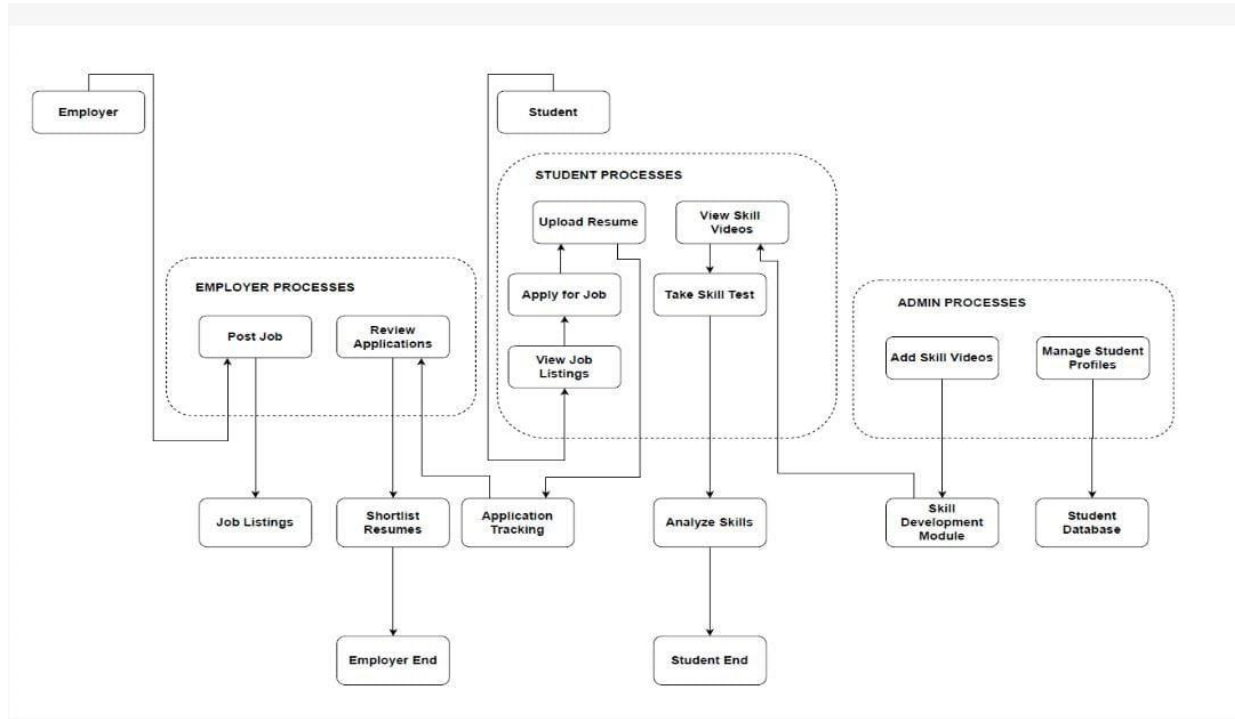 Employer
Student
STUDENT PROCESSES
Upload Resume
View Skill
Videos
EMPLOYER PROCESSES
Apply for Job
Take Skill Test
ADMIN PROCESSES
Post Job
Review
Applications
View Job
Listings
Add Skill Videos
Manage Student
Profiles
Job Listings
Shortlist
Resumes
Application
Tracking
Analyze Skills
Skill
Development
Module
Student
Database
Employer End
Student End